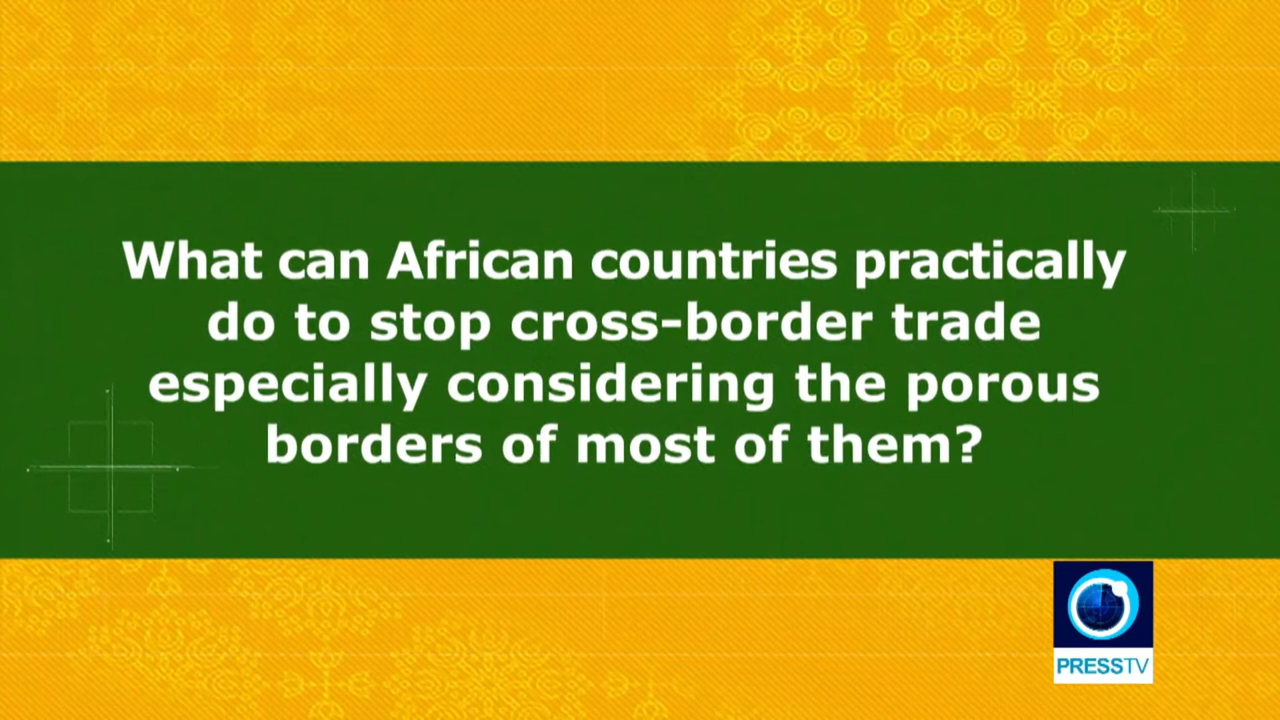 What can African countries practically
do to stop cross-border trade
especially considering the porous
borders of most of them?
PRESSTV